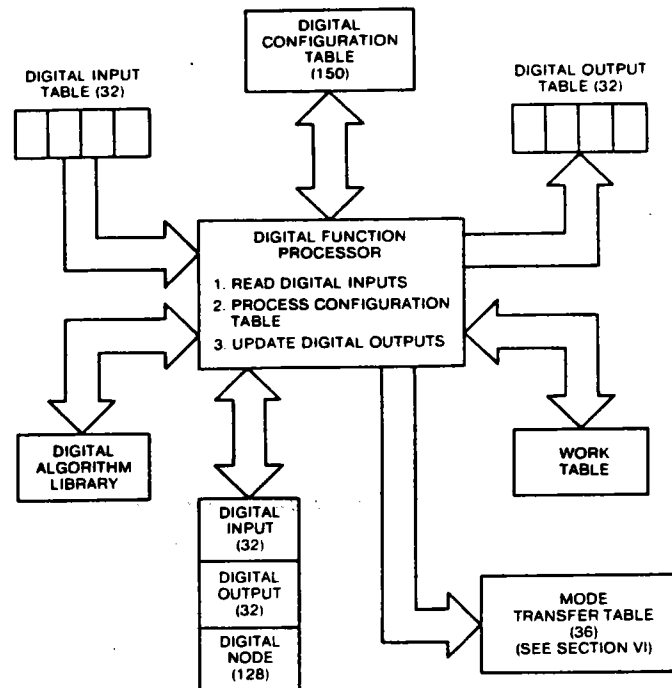 DIGITAL
CONFIGURATION
TABLE
(150)
DIGITAL INPUT
TABLE (32)
DIGITAL OUTPUT
TABLE (32)
DIGITAL FUNCTION
PROCESSOR
1. READ DIGITAL INPUTS
2. PROCESS CONFIGURATION
TABLE
3. UPDATE DIGITAL OUTPUTS
DIGITAL
ALGORITHM
LIBRARY
WORK
TABLE
DIGITAL
INPUT
(32)
DIGITAL
OUTPUT
(32)
DIGITAL
NODE
(128)
MODE
TRANSFER TABLE
(36)
(SEE SECTION VI)